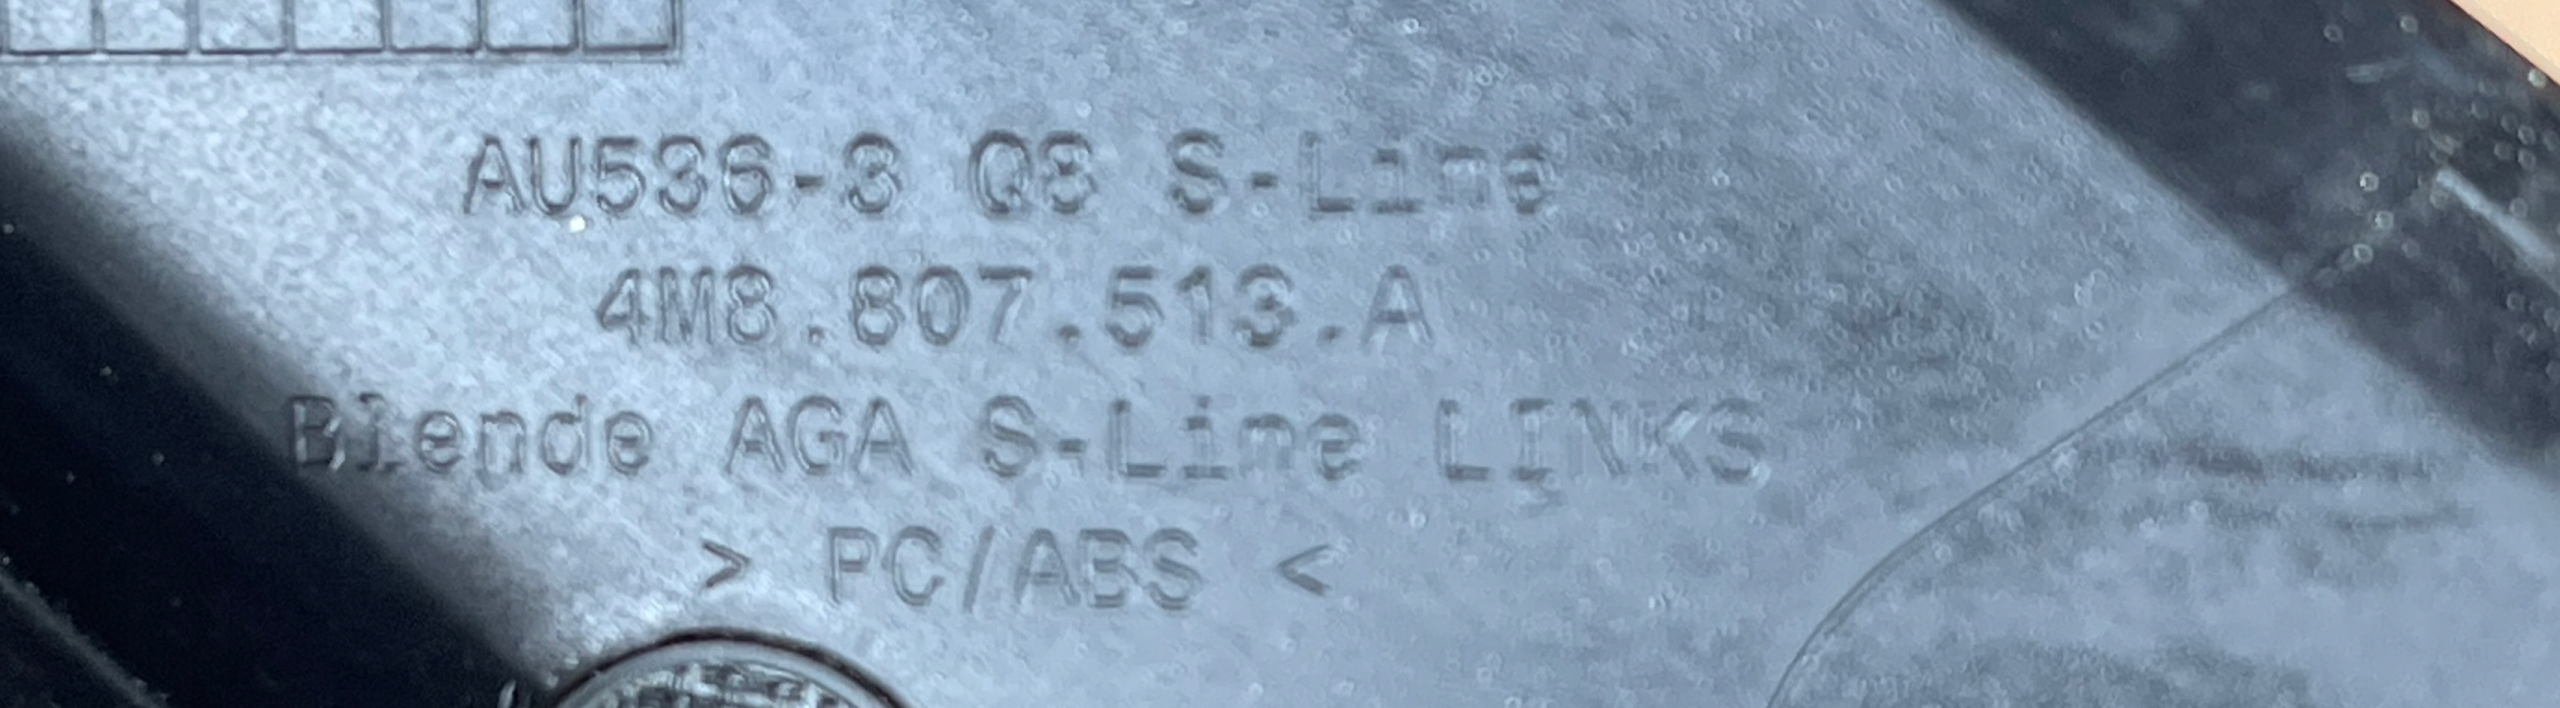 AU536-3 Q8 S-Line
4M8.807.513.A
Blende AGA S-Line LINKS
> PC/ABS <